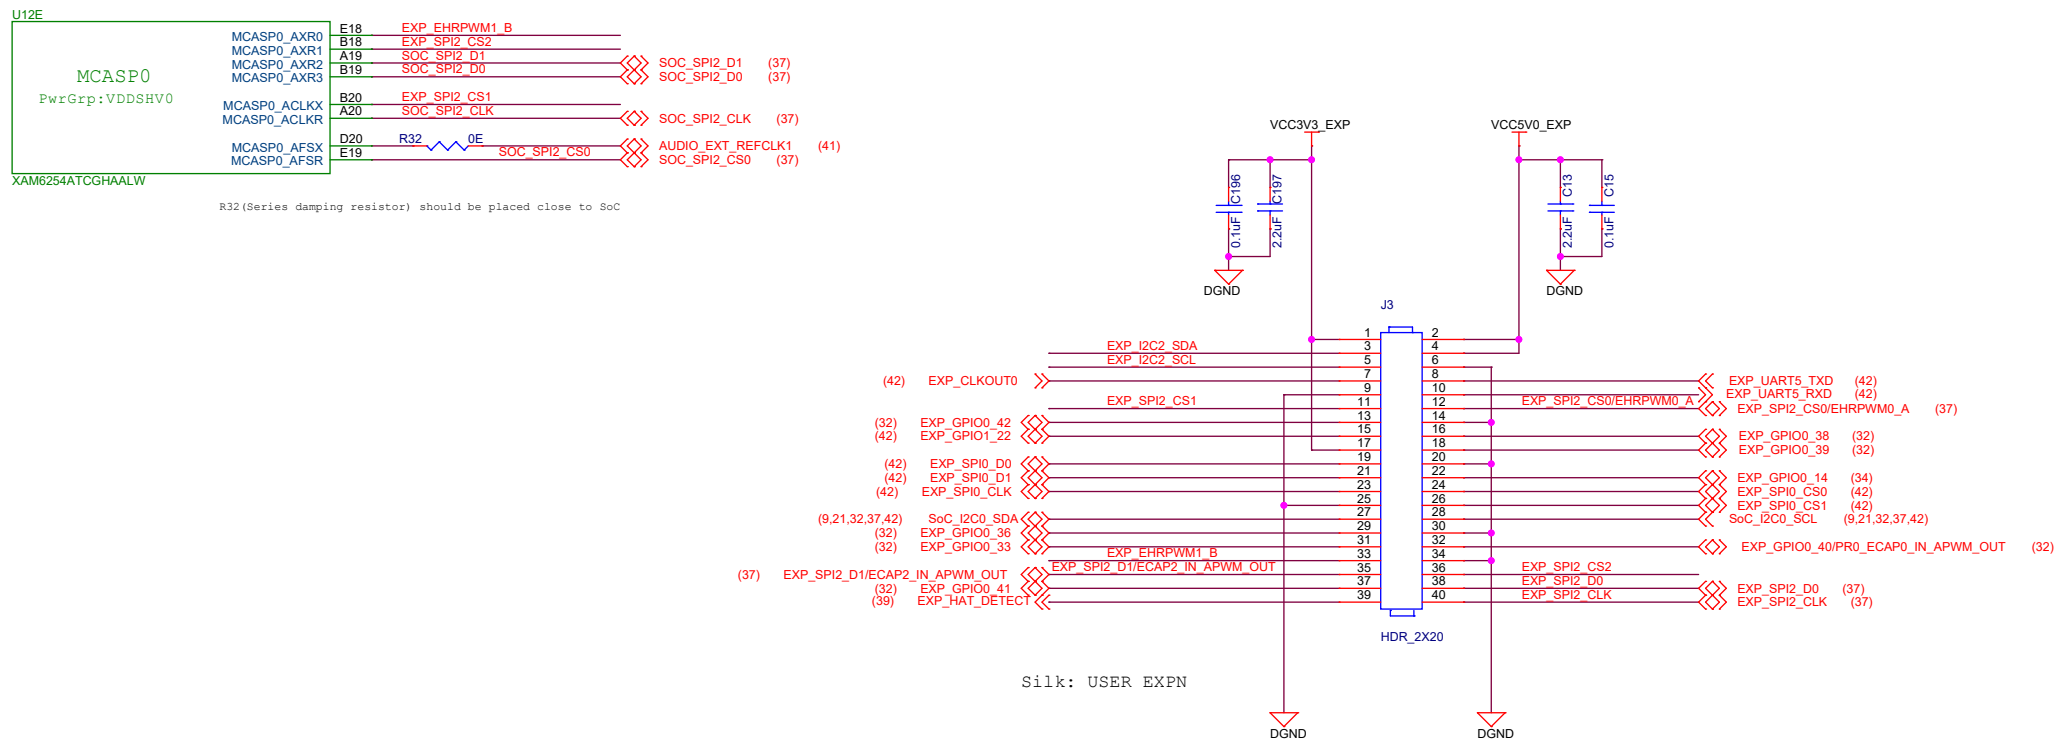 U12E
MCASP0
PwrGrp:VDDSHV0
MCASP0_AXR0 E18 EXP_EHRPWM1_B
MCASP0_AXR1 B18 EXP_SPI2_CS2
MCASP0_AXR2 A19 SOC_SPI2_D1 SOC_SPI2_D1 (37)
MCASP0_AXR3 B19 SOC_SPI2_D0 SOC_SPI2_D0 (37)
MCASP0_ACLKX B20 EXP_SPI2_CS1
MCASP0_ACLKR A20 SOC_SPI2_CLK SOC_SPI2_CLK (37)
MCASP0_AFSX D20 R32 0E AUDIO_EXT_REFCLK1 (41)
MCASP0_AFSR E19 SOC_SPI2_CS0 SOC_SPI2_CS0 (37)
XAM6254ATCGHAALW
R32(Series damping resistor) should be placed close to SoC
VCC3V3_EXP VCC5V0_EXP
C196 C197 C13 C15
0.1uF 2.2uF 2.2uF 0.1uF
DGND DGND
J3
1 2
EXP_I2C2_SDA 3 4
EXP_I2C2_SCL 5 6
(42) EXP_CLKOUT0 7 8 EXP_UART5_TXD (42)
9 10 EXP_UART5_RXD (42)
EXP_SPI2_CS1 11 12 EXP_SPI2_CS0/EHRPWM0_A EXP_SPI2_CS0/EHRPWM0_A (37)
(32) EXP_GPIO0_42 13 14
(42) EXP_GPIO1_22 15 16 EXP_GPIO0_38 (32)
17 18 EXP_GPIO0_39 (32)
(42) EXP_SPI0_D0 19 20
(42) EXP_SPI0_D1 21 22 EXP_GPIO0_14 (34)
(42) EXP_SPI0_CLK 23 24 EXP_SPI0_CS0 (42)
25 26 EXP_SPI0_CS1 (42)
(9,21,32,37,42) SoC_I2C0_SDA 27 28 SoC_I2C0_SCL (9,21,32,37,42)
(32) EXP_GPIO0_36 29 30
(32) EXP_GPIO0_33 31 32 EXP_GPIO0_40/PR0_ECAP0_IN_APWM_OUT (32)
EXP_EHRPWM1_B 33 34
(37) EXP_SPI2_D1/ECAP2_IN_APWM_OUT EXP_SPI2_D1/ECAP2_IN_APWM_OUT 35 36 EXP_SPI2_CS2
(32) EXP_GPIO0_41 37 38 EXP_SPI2_D0 EXP_SPI2_D0 (37)
(39) EXP_HAT_DETECT 39 40 EXP_SPI2_CLK EXP_SPI2_CLK (37)
HDR_2X20
Silk: USER EXPN
DGND DGND